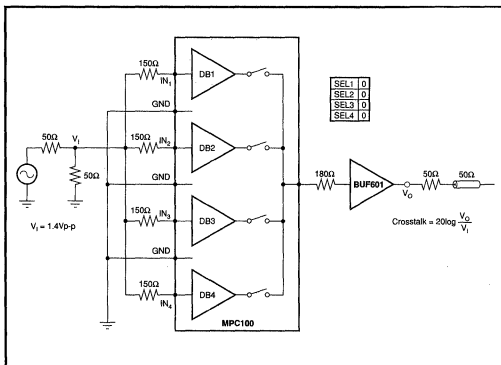 150Ω
IN1
DB1
GND
SEL1 0
SEL2 0
SEL3 0
SEL4 0
50Ω
VI
150Ω
IN2
DB2
50Ω
GND
180Ω
BUF601
VO
50Ω
50Ω
VI = 1.4Vp-p
150Ω
IN3
DB3
Crosstalk = 20log VO
VI
GND
150Ω
IN4
DB4
MPC100